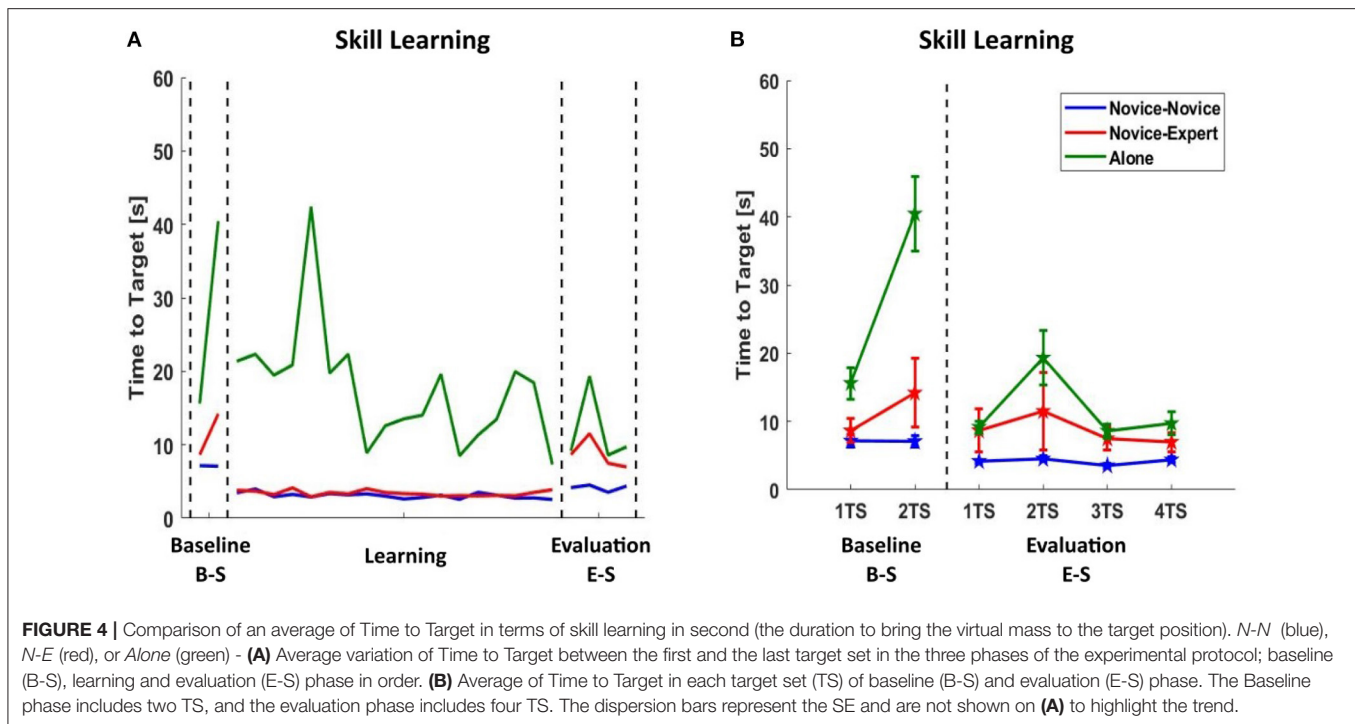 A
Skill Learning
60
50
40
30
20
10
0
Time to Target [s]
Baseline
B-S
Learning
Evaluation
E-S
B
Skill Learning
60
50
40
30
20
10
0
Time to Target [s]
Novice-Novice
Novice-Expert
Alone
1TS 2TS 1TS 2TS 3TS 4TS
Baseline
B-S
Evaluation
E-S
FIGURE 4 | Comparison of an average of Time to Target in terms of skill learning in second (the duration to bring the virtual mass to the target position). N-N (blue),
N-E (red), or Alone (green) - (A) Average variation of Time to Target between the first and the last target set in the three phases of the experimental protocol; baseline
(B-S), learning and evaluation (E-S) phase in order. (B) Average of Time to Target in each target set (TS) of baseline (B-S) and evaluation (E-S) phase. The Baseline
phase includes two TS, and the evaluation phase includes four TS. The dispersion bars represent the SE and are not shown on (A) to highlight the trend.